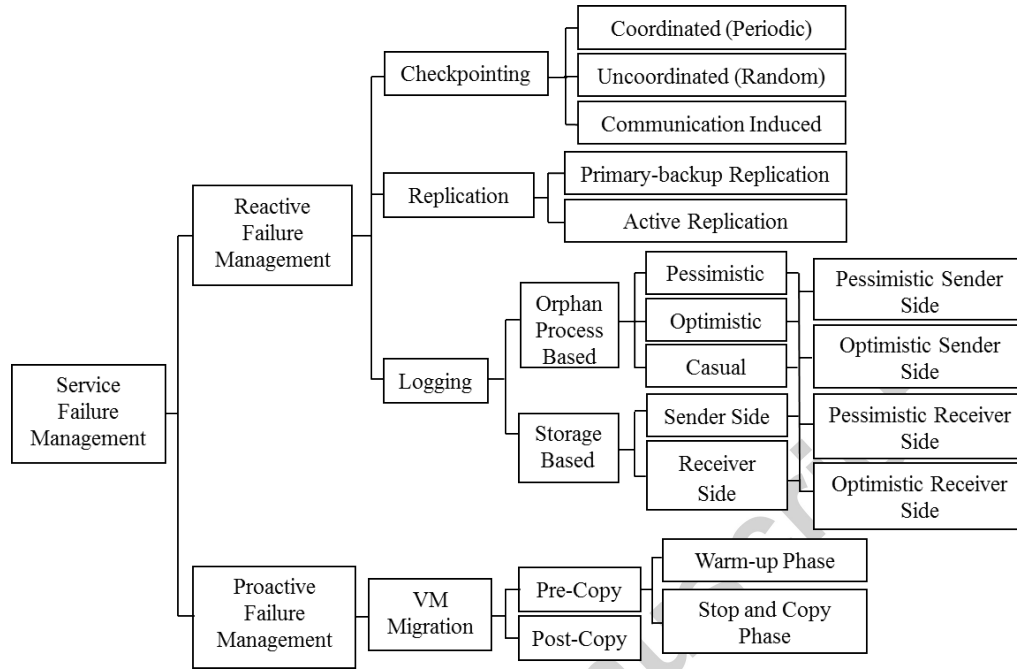 Coordinated (Periodic)
Checkpointing
Uncoordinated (Random)
Communication Induced
Primary-backup Replication
Replication
Active Replication
Reactive
Failure
Management
Pessimistic
Pessimistic Sender
Side
Orphan
Process
Based
Optimistic
Optimistic Sender
Side
Casual
Logging
Service
Failure
Management
Sender Side
Pessimistic Receiver
Side
Storage
Based
Receiver
Side
Optimistic Receiver
Side
Proactive
Failure
Management
VM
Migration
Pre-Copy
Warm-up Phase
Post-Copy
Stop and Copy
Phase